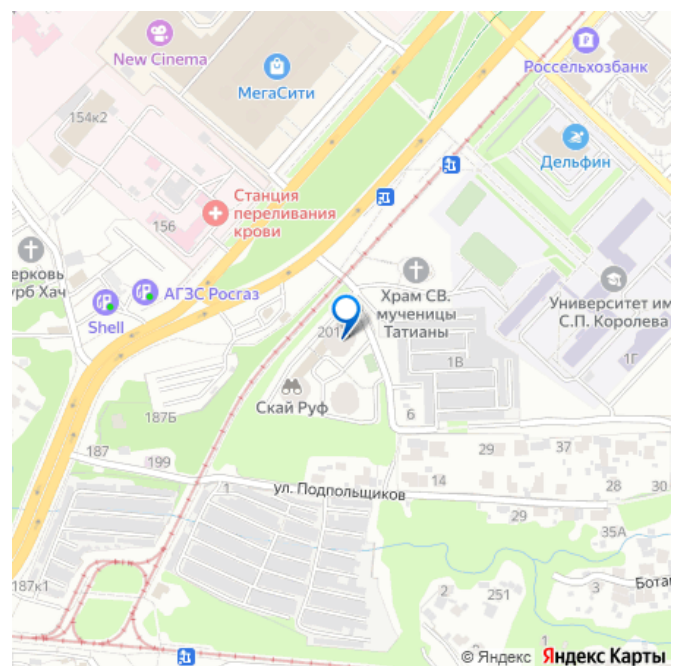 New Cinema
МегаСити
Россельхозбанк
154к2
Дельфин
Станция
переливания
крови
156
ерковь
урб Хач
АГЗС Росгаз
Shell
Храм СВ.
мученицы
Татианы
Университет им
С.П. Королева
201
1В
1Г
Скай Руф
6
187Б
187
199
29
37
1
ул. Подпольщиков
14
28
30
29
35А
187к1
Бота
3
2
251
1
© Яндекс Яндекс Карты